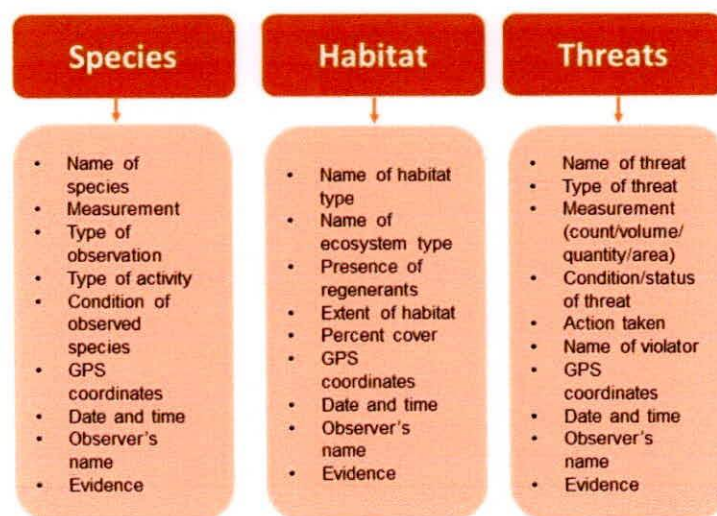 Species
• Name of
species
• Measurement
• Type of
observation
• Type of activity
• Condition of
observed
species
• GPS
coordinates
• Date and time
• Observer's
name
• Evidence
Habitat
• Name of habitat
type
• Name of
ecosystem type
• Presence of
regenerants
• Extent of habitat
• Percent cover
• GPS
coordinates
• Date and time
• Observer's
name
• Evidence
Threats
• Name of threat
• Type of threat
• Measurement
(count/volume/
quantity/area)
• Condition/status
of threat
• Action taken
• Name of violator
• GPS
coordinates
• Date and time
• Observer's
name
• Evidence